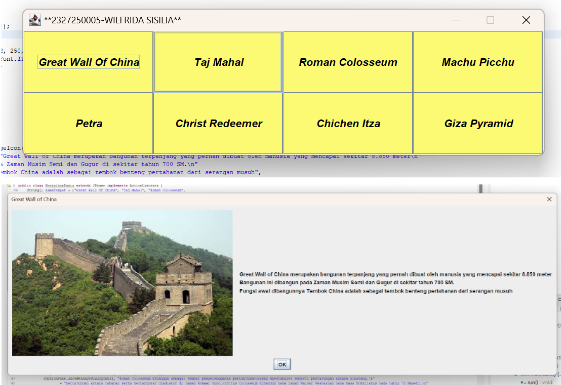 **2327250005-WILFRIDA SISILIA**
Great Wall Of China
Taj Mahal
Roman Colosseum
Machu Picchu
Petra
Christ Redeemer
Chichen Itza
Giza Pyramid
"Great Wall of China merupakan bangunan terpanjang yang pernah dibuat oleh manusia yang mencapai sekitar 8.850 meter\n
Zaman Musim Semi dan Gugur di sekitar tahun 700 SM.\n"
mbok China adalah sebagai tembok benteng pertahanan dari serangan musuh",
Great Wall of China
Great Wall of China merupakan bangunan terpanjang yang pernah dibuat oleh manusia yang mencapai sekitar 8.850 meter
Bangunan ini dibangun pada Zaman Musim Semi dan Gugur di sekitar tahun 700 SM.
Fungsi awal dibangunnya Tembok China adalah sebagai tembok benteng pertahanan dari serangan musuh
OK